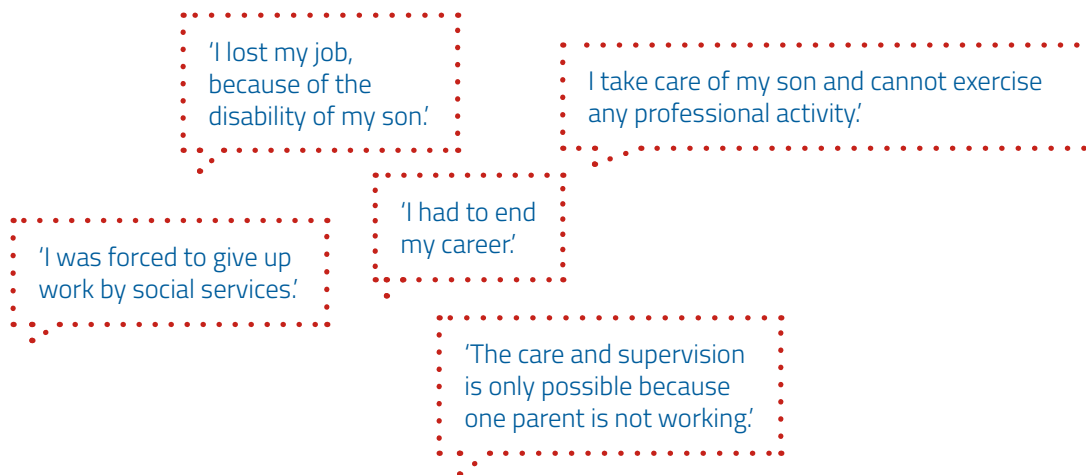 ‘I lost my job,
because of the
disability of my son.’
I take care of my son and cannot exercise
any professional activity.’
‘I had to end
my career.’
‘I was forced to give up
work by social services.’
‘The care and supervision
is only possible because
one parent is not working.’